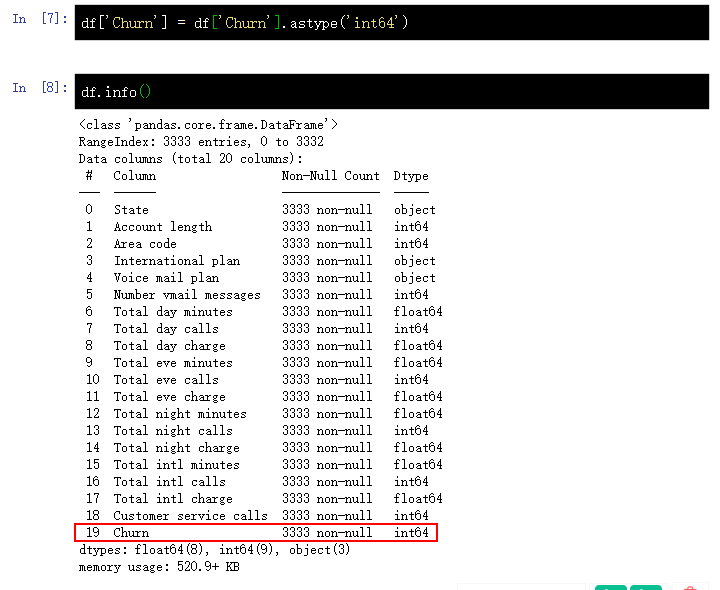 In [7]: df['Churn'] = df['Churn'].astype('int64')
In [8]: df.info()
<class 'pandas.core.frame.DataFrame'>
RangeIndex: 3333 entries, 0 to 3332
Data columns (total 20 columns):
# Column Non-Null Count Dtype
--- ------ -------------- -----
0 State 3333 non-null object
1 Account length 3333 non-null int64
2 Area code 3333 non-null int64
3 International plan 3333 non-null object
4 Voice mail plan 3333 non-null object
5 Number vmail messages 3333 non-null int64
6 Total day minutes 3333 non-null float64
7 Total day calls 3333 non-null int64
8 Total day charge 3333 non-null float64
9 Total eve minutes 3333 non-null float64
10 Total eve calls 3333 non-null int64
11 Total eve charge 3333 non-null float64
12 Total night minutes 3333 non-null float64
13 Total night calls 3333 non-null int64
14 Total night charge 3333 non-null float64
15 Total intl minutes 3333 non-null float64
16 Total intl calls 3333 non-null int64
17 Total intl charge 3333 non-null float64
18 Customer service calls 3333 non-null int64
19 Churn 3333 non-null int64
dtypes: float64(8), int64(9), object(3)
memory usage: 520.9+ KB